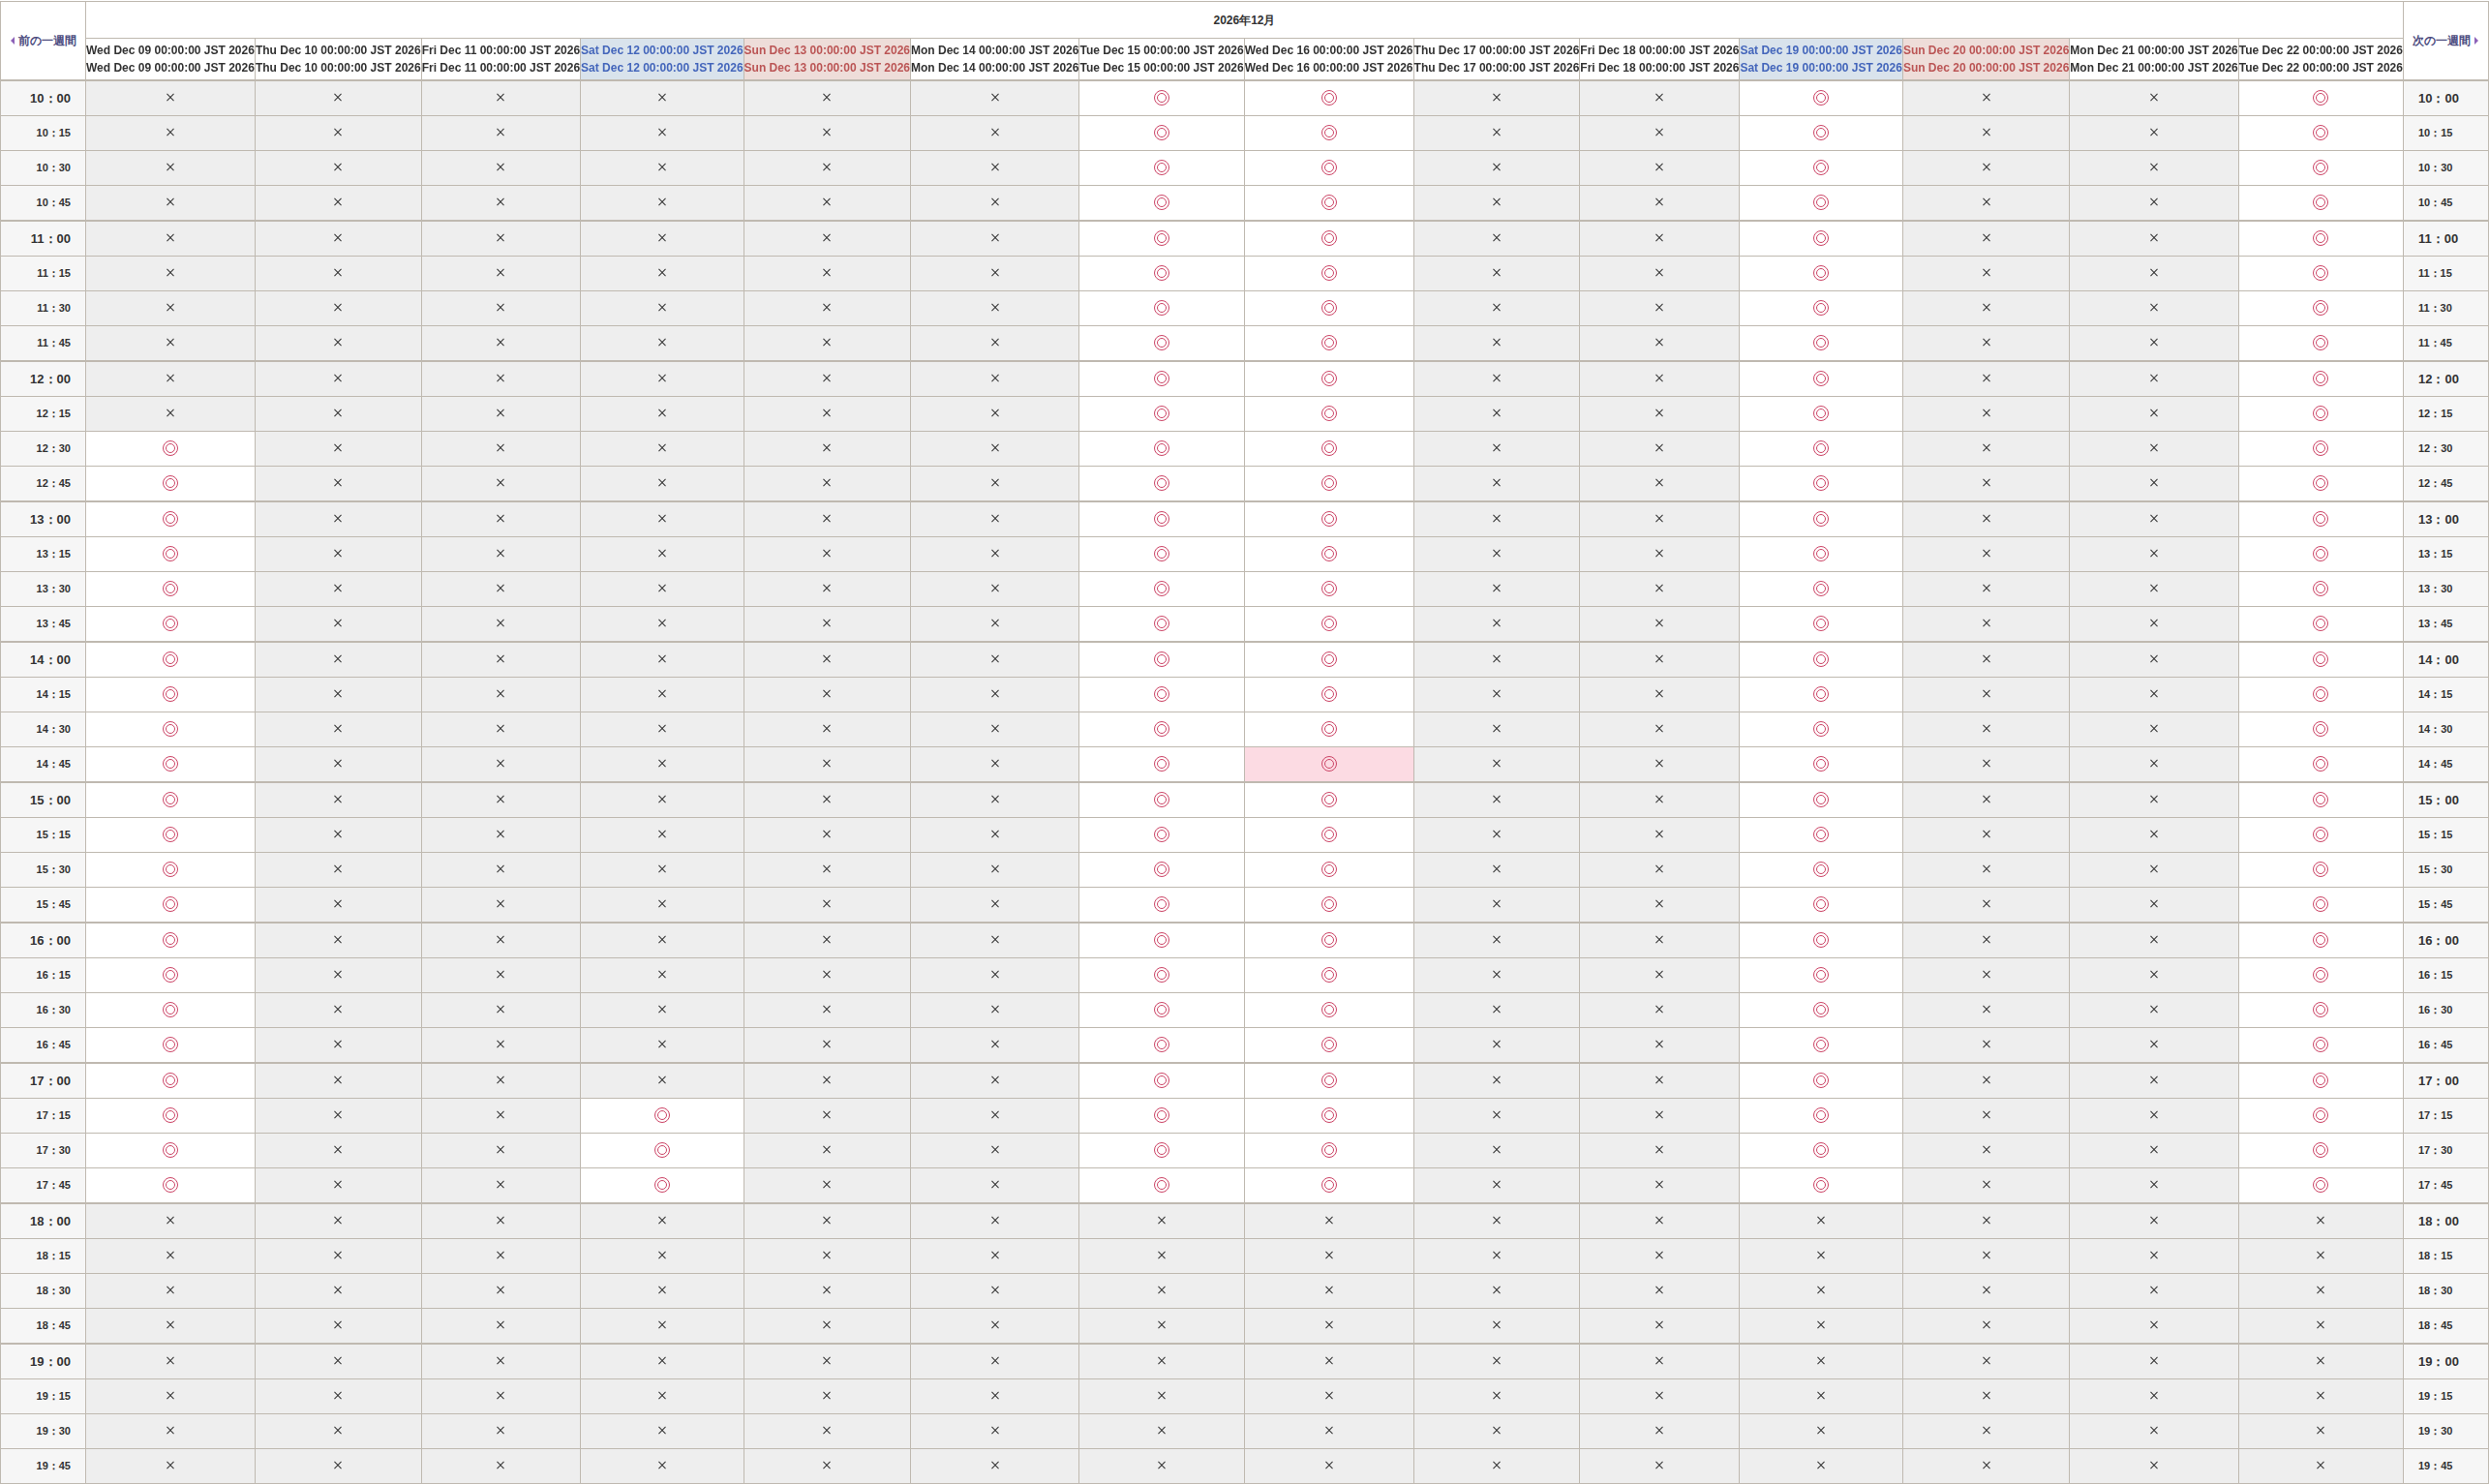 2026年12月
前の一週間
次の一週間
Wed Dec 09 00:00:00 JST 2026 Thu Dec 10 00:00:00 JST 2026 Fri Dec 11 00:00:00 JST 2026 Sat Dec 12 00:00:00 JST 2026 Sun Dec 13 00:00:00 JST 2026 Mon Dec 14 00:00:00 JST 2026 Tue Dec 15 00:00:00 JST 2026 Wed Dec 16 00:00:00 JST 2026 Thu Dec 17 00:00:00 JST 2026 Fri Dec 18 00:00:00 JST 2026 Sat Dec 19 00:00:00 JST 2026 Sun Dec 20 00:00:00 JST 2026 Mon Dec 21 00:00:00 JST 2026 Tue Dec 22 00:00:00 JST 2026
Wed Dec 09 00:00:00 JST 2026 Thu Dec 10 00:00:00 JST 2026 Fri Dec 11 00:00:00 JST 2026 Sat Dec 12 00:00:00 JST 2026 Sun Dec 13 00:00:00 JST 2026 Mon Dec 14 00:00:00 JST 2026 Tue Dec 15 00:00:00 JST 2026 Wed Dec 16 00:00:00 JST 2026 Thu Dec 17 00:00:00 JST 2026 Fri Dec 18 00:00:00 JST 2026 Sat Dec 19 00:00:00 JST 2026 Sun Dec 20 00:00:00 JST 2026 Mon Dec 21 00:00:00 JST 2026 Tue Dec 22 00:00:00 JST 2026
10：00 × × × × × × ◎ ◎ × × ◎ × × ◎ 10：00
10：15 × × × × × × ◎ ◎ × × ◎ × × ◎ 10：15
10：30 × × × × × × ◎ ◎ × × ◎ × × ◎ 10：30
10：45 × × × × × × ◎ ◎ × × ◎ × × ◎ 10：45
11：00 × × × × × × ◎ ◎ × × ◎ × × ◎ 11：00
11：15 × × × × × × ◎ ◎ × × ◎ × × ◎ 11：15
11：30 × × × × × × ◎ ◎ × × ◎ × × ◎ 11：30
11：45 × × × × × × ◎ ◎ × × ◎ × × ◎ 11：45
12：00 × × × × × × ◎ ◎ × × ◎ × × ◎ 12：00
12：15 × × × × × × ◎ ◎ × × ◎ × × ◎ 12：15
12：30 ◎ × × × × × ◎ ◎ × × ◎ × × ◎ 12：30
12：45 ◎ × × × × × ◎ ◎ × × ◎ × × ◎ 12：45
13：00 ◎ × × × × × ◎ ◎ × × ◎ × × ◎ 13：00
13：15 ◎ × × × × × ◎ ◎ × × ◎ × × ◎ 13：15
13：30 ◎ × × × × × ◎ ◎ × × ◎ × × ◎ 13：30
13：45 ◎ × × × × × ◎ ◎ × × ◎ × × ◎ 13：45
14：00 ◎ × × × × × ◎ ◎ × × ◎ × × ◎ 14：00
14：15 ◎ × × × × × ◎ ◎ × × ◎ × × ◎ 14：15
14：30 ◎ × × × × × ◎ ◎ × × ◎ × × ◎ 14：30
14：45 ◎ × × × × × ◎ ◎ × × ◎ × × ◎ 14：45
15：00 ◎ × × × × × ◎ ◎ × × ◎ × × ◎ 15：00
15：15 ◎ × × × × × ◎ ◎ × × ◎ × × ◎ 15：15
15：30 ◎ × × × × × ◎ ◎ × × ◎ × × ◎ 15：30
15：45 ◎ × × × × × ◎ ◎ × × ◎ × × ◎ 15：45
16：00 ◎ × × × × × ◎ ◎ × × ◎ × × ◎ 16：00
16：15 ◎ × × × × × ◎ ◎ × × ◎ × × ◎ 16：15
16：30 ◎ × × × × × ◎ ◎ × × ◎ × × ◎ 16：30
16：45 ◎ × × × × × ◎ ◎ × × ◎ × × ◎ 16：45
17：00 ◎ × × × × × ◎ ◎ × × ◎ × × ◎ 17：00
17：15 ◎ × × ◎ × × ◎ ◎ × × ◎ × × ◎ 17：15
17：30 ◎ × × ◎ × × ◎ ◎ × × ◎ × × ◎ 17：30
17：45 ◎ × × ◎ × × ◎ ◎ × × ◎ × × ◎ 17：45
18：00 × × × × × × × × × × × × × × 18：00
18：15 × × × × × × × × × × × × × × 18：15
18：30 × × × × × × × × × × × × × × 18：30
18：45 × × × × × × × × × × × × × × 18：45
19：00 × × × × × × × × × × × × × × 19：00
19：15 × × × × × × × × × × × × × × 19：15
19：30 × × × × × × × × × × × × × × 19：30
19：45 × × × × × × × × × × × × × × 19：45